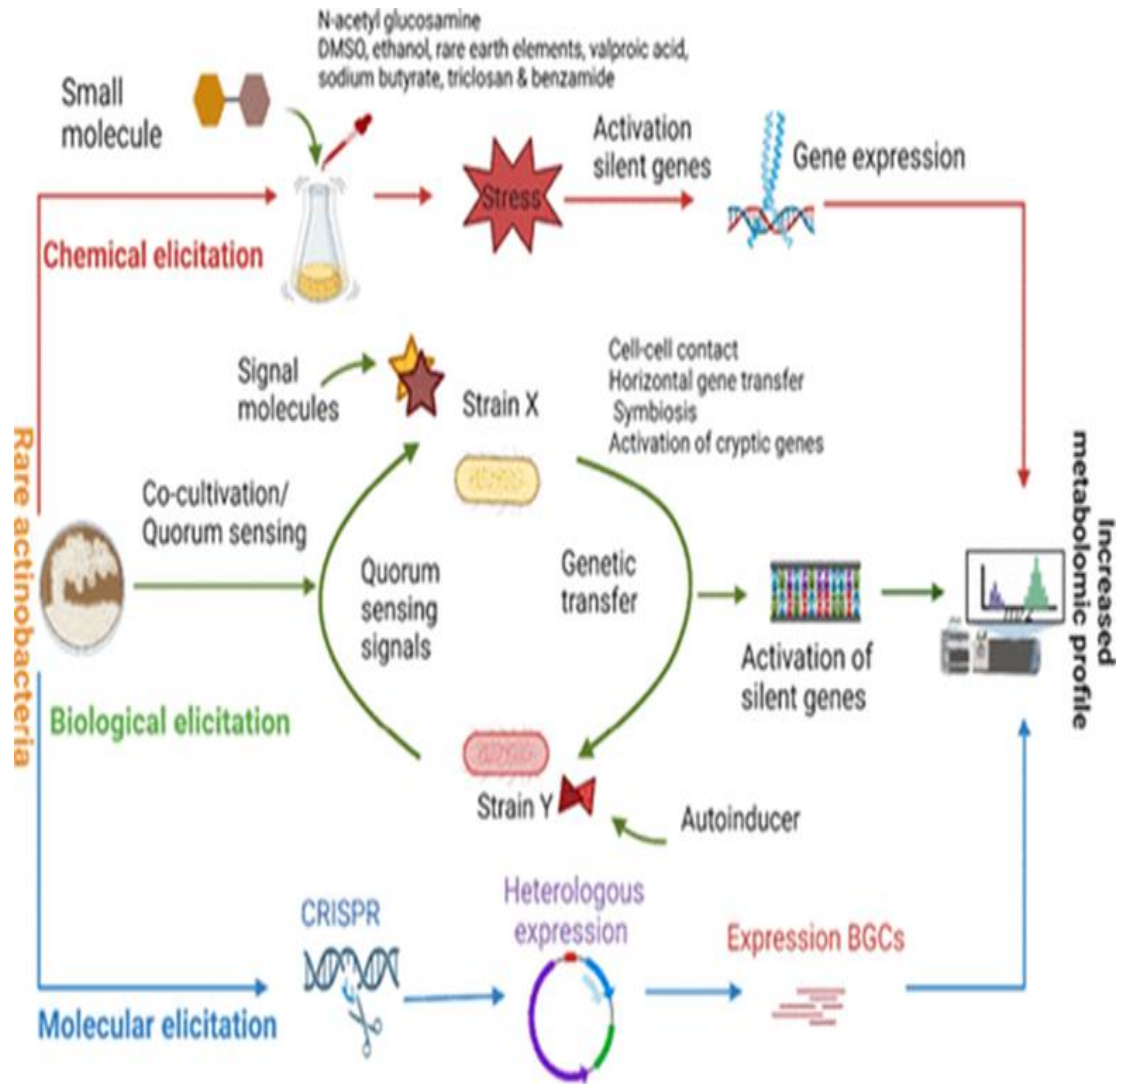 N-acetyl glucosamine
DMSO, ethanol, rare earth elements, valproic acid,
sodium butyrate, triclosan & benzamide
Small
molecule
Activation
silent genes
Gene expression
Stress
Chemical elicitation
Signal
molecules
Strain X
Cell-cell contact
Horizontal gene transfer
Symbiosis
Activation of cryptic genes
Rare actinobacteria
Co-cultivation/
Quorum sensing
Quorum
sensing
signals
Genetic
transfer
Activation of
silent genes
m/z
Increased
metabolomic profile
Biological elicitation
Strain Y
Autoinducer
CRISPR
Heterologous
expression
Expression BGCs
Molecular elicitation